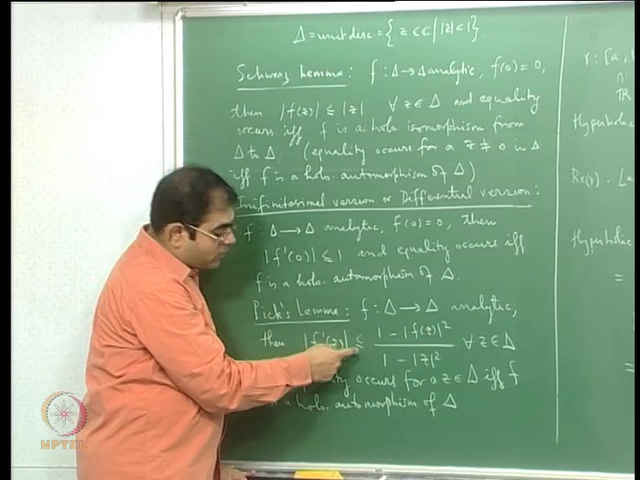 Δ = unit disc = { z ∈ ℂ | |z| < 1 }
Schwarz Lemma : f : Δ → Δ analytic, f(0) = 0,
then |f(z)| ≤ |z| ∀ z ∈ Δ and equality
occurs iff f is a holo isomorphism from
Δ to Δ. (equality occurs for a z ≠ 0 in Δ
iff f is a holo. automorphism of Δ)
Infinitesimal version or Differential version :
f : Δ → Δ analytic, f(0) = 0, then
|f'(0)| ≤ 1 and equality occurs iff
f is a holo. automorphism of Δ.
Pick's Lemma : f : Δ → Δ analytic,
then |f'(z)| ≤ (1 - |f(z)|²) / (1 - |z|²) ∀ z ∈ Δ
occurs for a z ∈ Δ iff f
a holo. automorphism of Δ
γ : [a,
Hyperbolic
Hyperbolic
=
=
NPTEL